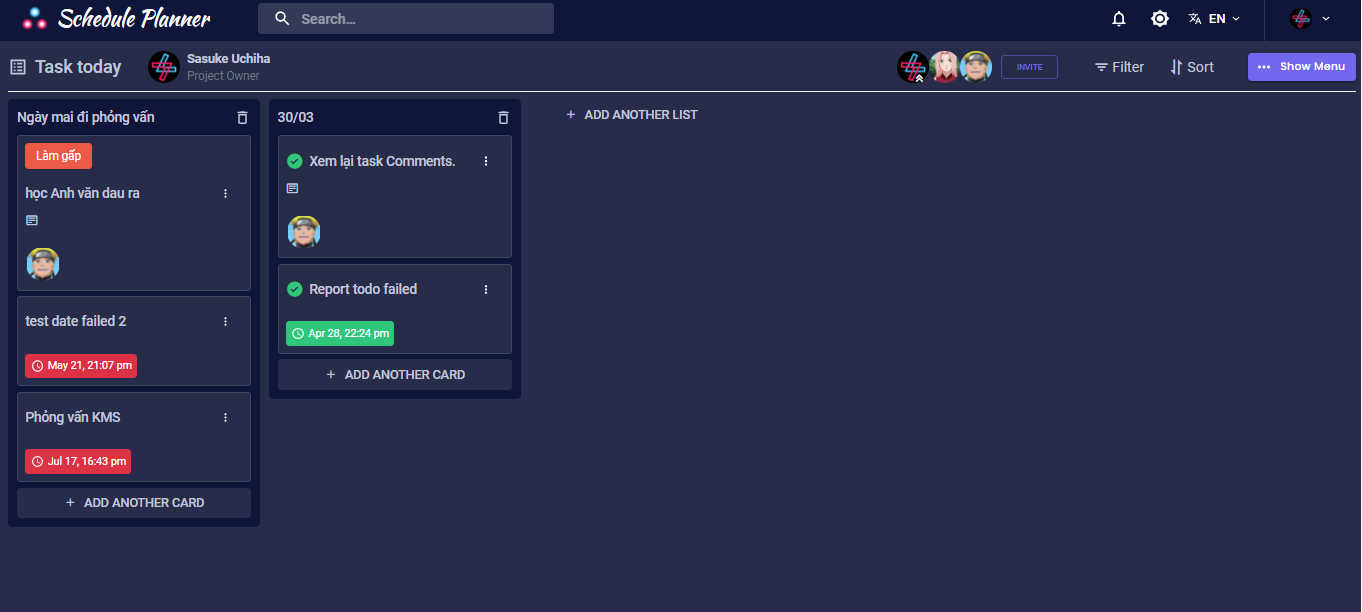 Schedule Planner
Search...
EN
Task today
Sasuke Uchiha
Project Owner
INVITE
Filter
Sort
Show Menu
Ngày mai đi phỏng vấn
Làm gấp
học Anh văn dau ra
test date failed 2
May 21, 21:07 pm
Phỏng vấn KMS
Jul 17, 16:43 pm
+ ADD ANOTHER CARD
30/03
Xem lại task Comments.
Report todo failed
Apr 28, 22:24 pm
+ ADD ANOTHER CARD
+ ADD ANOTHER LIST